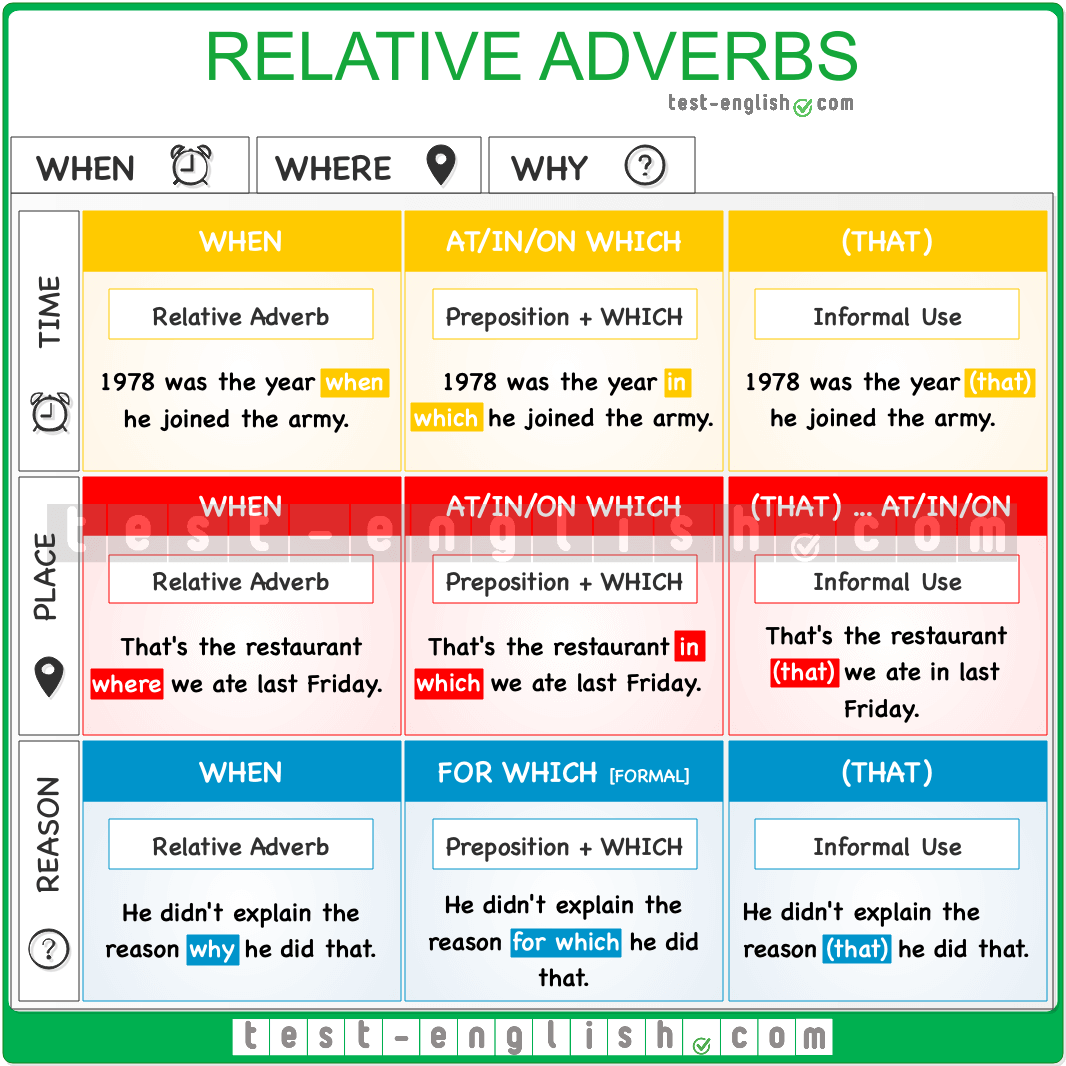 RELATIVE ADVERBS
test-english.com
WHEN
WHERE
WHY ?
TIME
WHEN
AT/IN/ON WHICH
(THAT)
Relative Adverb
Preposition + WHICH
Informal Use
1978 was the year when
he joined the army.
1978 was the year in
which he joined the army.
1978 was the year (that)
he joined the army.
PLACE
WHEN
AT/IN/ON WHICH
(THAT) ... AT/IN/ON
test-english.com
Relative Adverb
Preposition + WHICH
Informal Use
That's the restaurant
where we ate last Friday.
That's the restaurant in
which we ate last Friday.
That's the restaurant
(that) we ate in last
Friday.
REASON
?
WHEN
FOR WHICH [FORMAL]
(THAT)
Relative Adverb
Preposition + WHICH
Informal Use
He didn't explain the
reason why he did that.
He didn't explain the
reason for which he did
that.
He didn't explain the
reason (that) he did that.
test-english.com